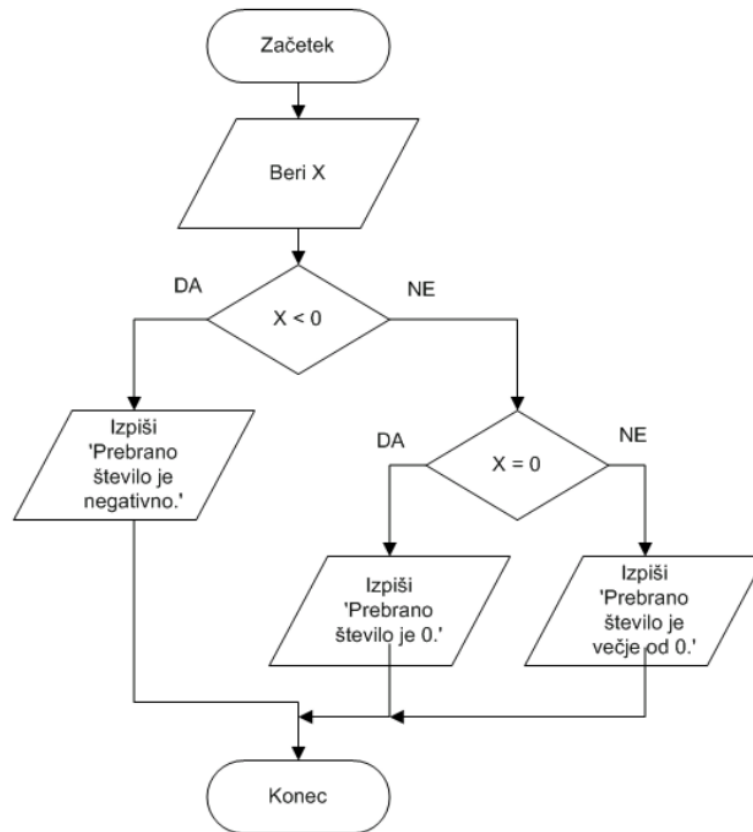 Začetek
Beri X
DA
NE
X < 0
Izpiši
'Prebrano
število je
negativno.'
DA
NE
X = 0
Izpiši
'Prebrano
število je 0.'
Izpiši
'Prebrano
število je
večje od 0.'
Konec